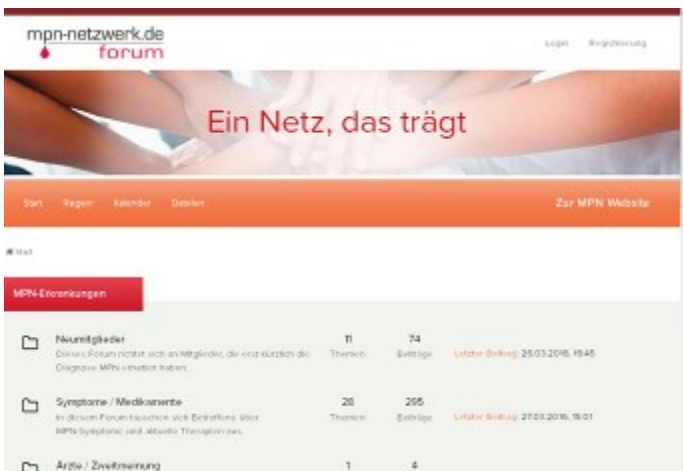 mpn-netzwerk.de
forum
Login Registrierung
Ein Netz, das trägt
Start Regeln Kalender Dateien Zur MPN Website
Start
MPN-Erkrankungen
Neumitglieder 11 74
Dieses Forum richtet sich an Mitglieder, die erst kürzlich die Themen Beiträge Letzter Beitrag: 26.03.2016,
Diagnose MPN erhalten haben.
Symptome / Medikamente 28 295
In diesem Forum tauschen sich Betroffene über Themen Beiträge Letzter Beitrag: 27.03.2016, 15:01
MPN-Symptome und aktuelle Therapien aus.
Ärzte / Zweitmeinung 1 4